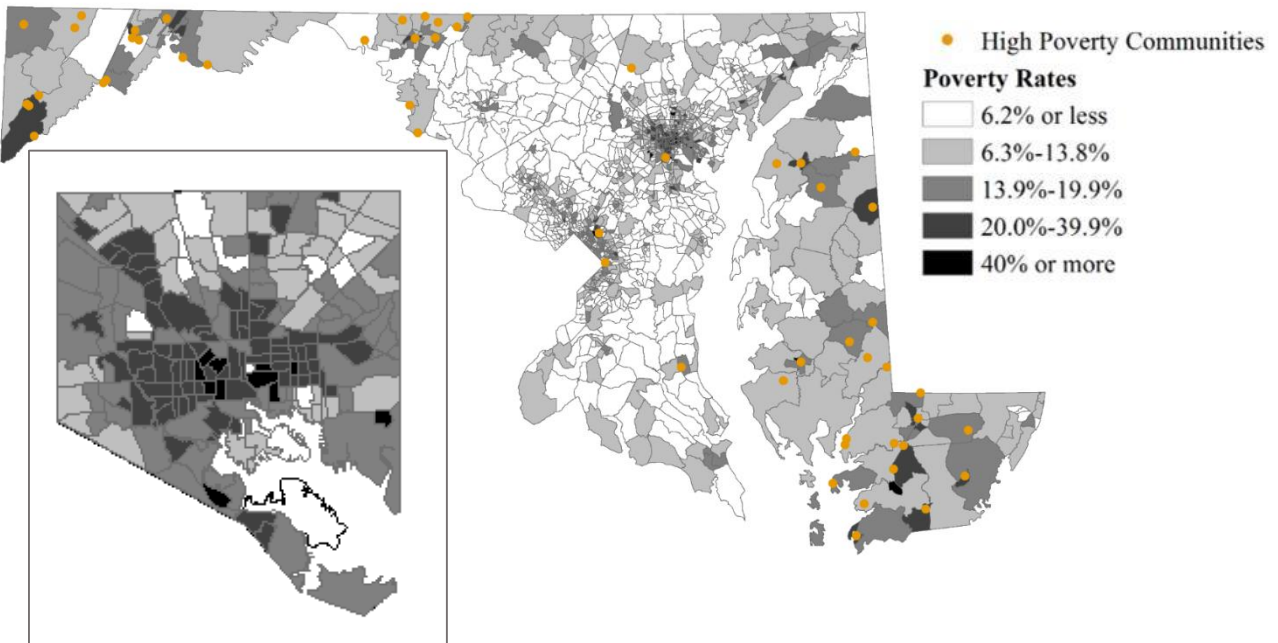 High Poverty Communities
Poverty Rates
6.2% or less
6.3%-13.8%
13.9%-19.9%
20.0%-39.9%
40% or more